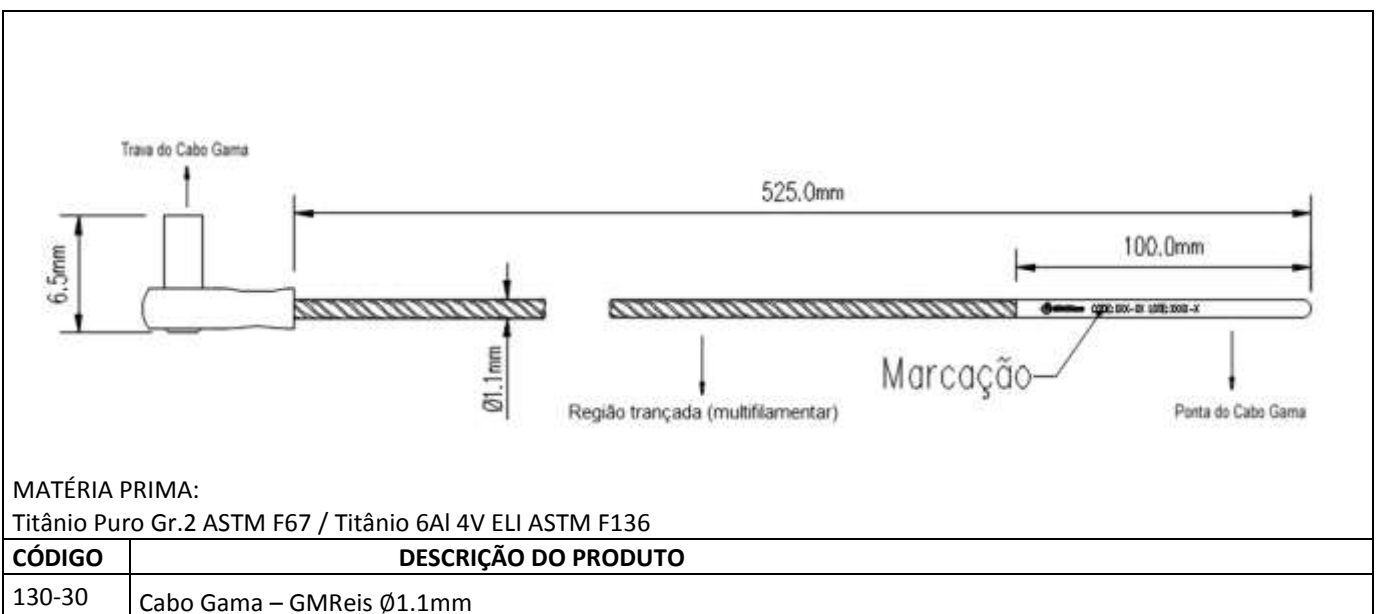 Trava do Cabo Gama
525.0mm
100.0mm
6.5mm
Ø1.1mm
Marcação
Região trançada (multifilamentar)
Ponta do Cabo Gama
MATÉRIA PRIMA:
Titânio Puro Gr.2 ASTM F67 / Titânio 6Al 4V ELI ASTM F136
CÓDIGO DESCRIÇÃO DO PRODUTO
130-30 Cabo Gama – GMReis Ø1.1mm